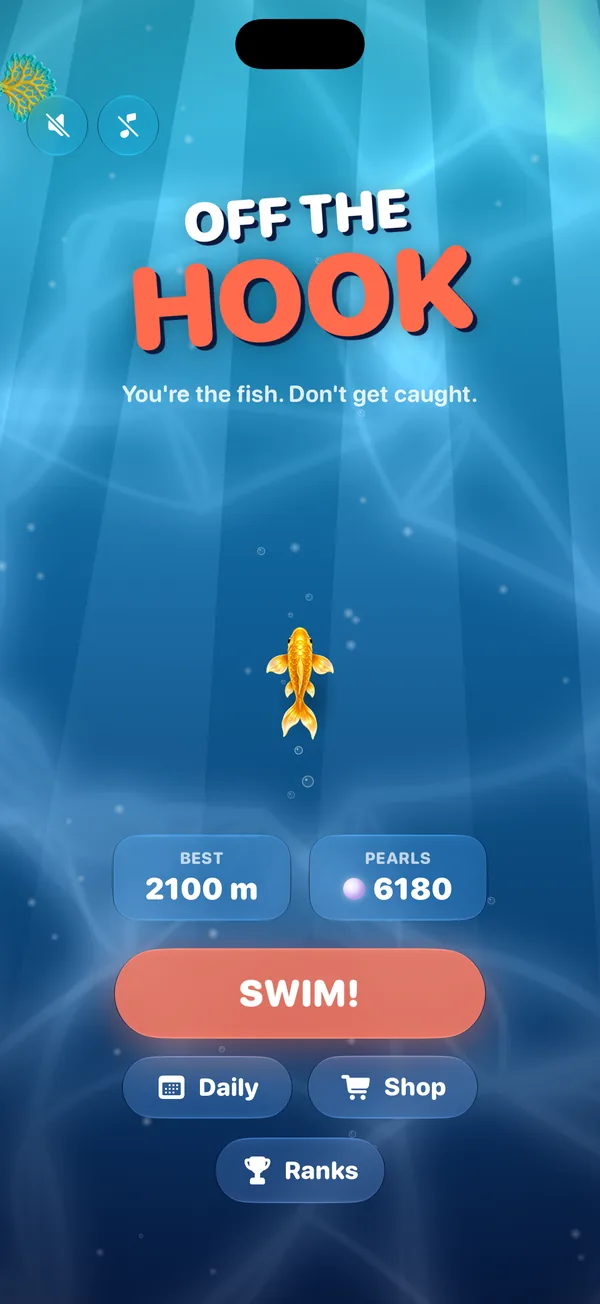 OFF THE
HOOK
You're the fish. Don't get caught.
BEST
2100 m
PEARLS
6180
SWIM!
Daily
Shop
Ranks